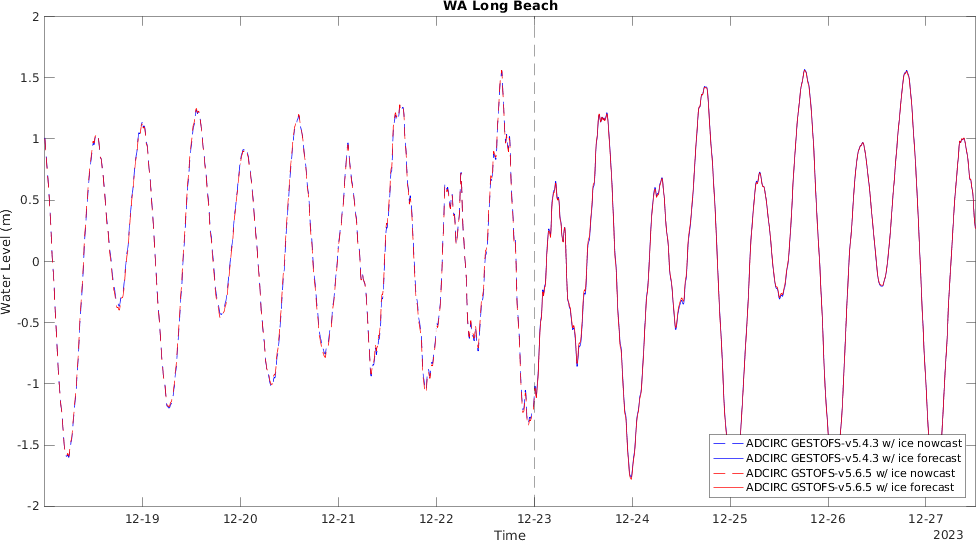 WA Long Beach
2
1.5
1
0.5
0
-0.5
-1
-1.5
-2
Water Level (m)
12-19
12-20
12-21
12-22
12-23
12-24
12-25
12-26
12-27
Time
2023
ADCIRC GESTOFS-v5.4.3 w/ ice nowcast
ADCIRC GESTOFS-v5.4.3 w/ ice forecast
ADCIRC GSTOFS-v5.6.5 w/ ice nowcast
ADCIRC GSTOFS-v5.6.5 w/ ice forecast